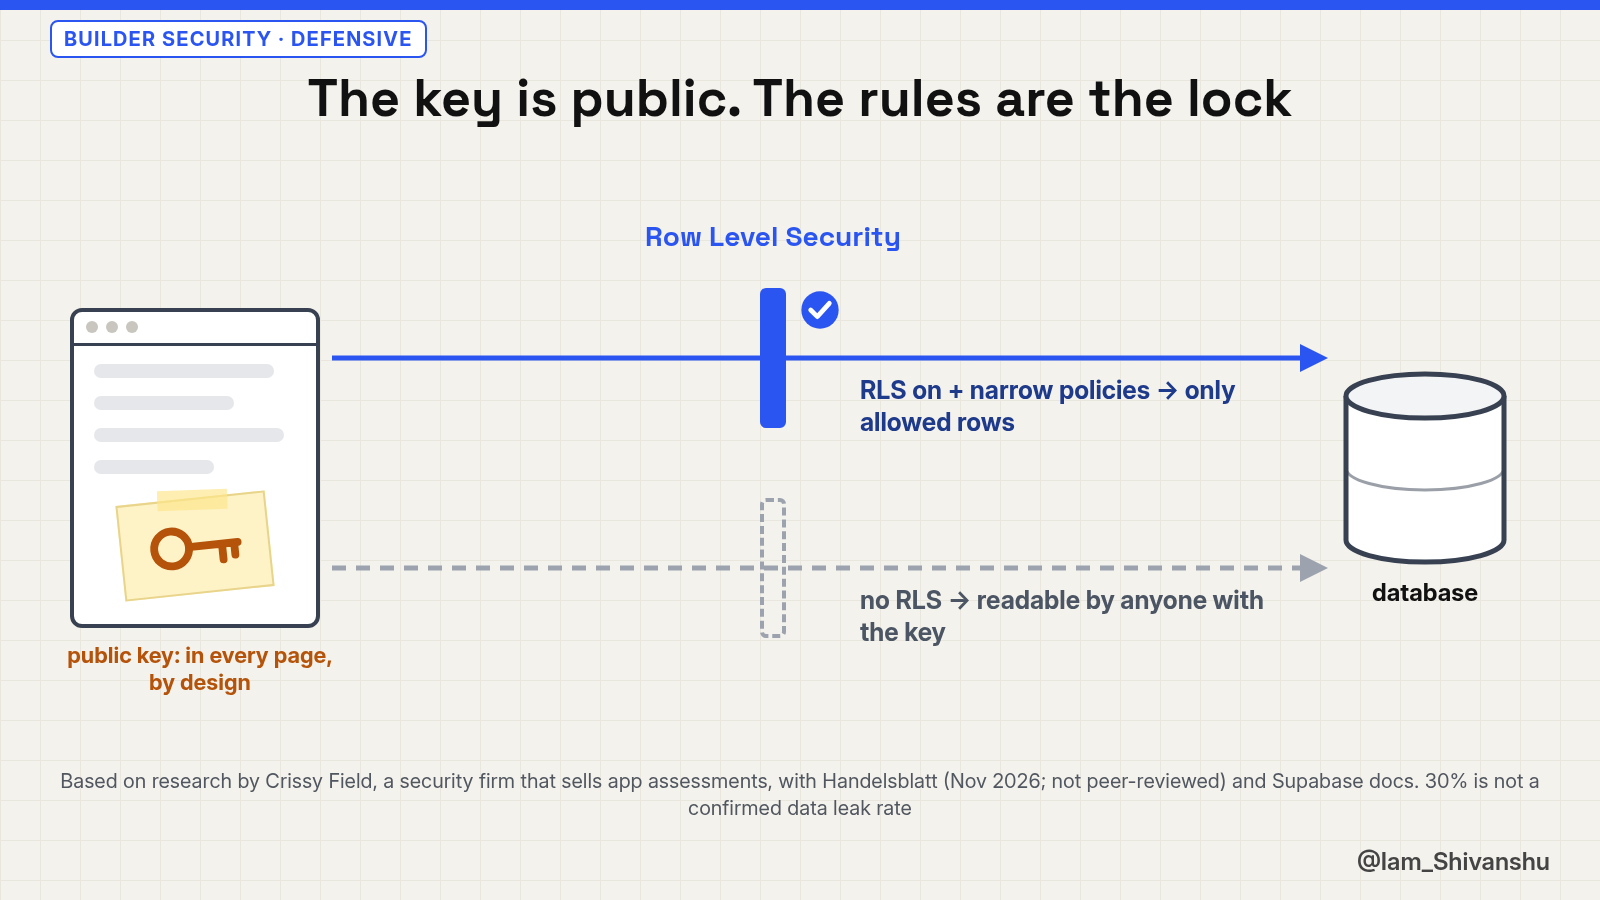 BUILDER SECURITY · DEFENSIVE
The key is public. The rules are the lock
Row Level Security
RLS on + narrow policies → only
allowed rows
no RLS → readable by anyone with
the key
database
public key: in every page,
by design
Based on research by Crissy Field, a security firm that sells app assessments, with Handelsblatt (Nov 2026; not peer-reviewed) and Supabase docs. 30% is not a
confirmed data leak rate
@Iam_Shivanshu